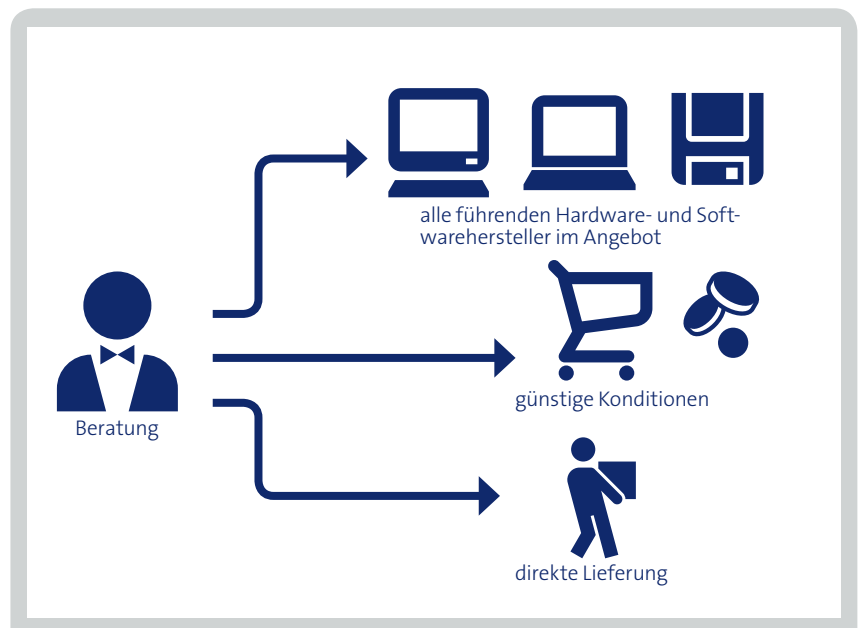 alle führenden Hardware- und Soft-
warehersteller im Angebot
günstige Konditionen
Beratung
direkte Lieferung